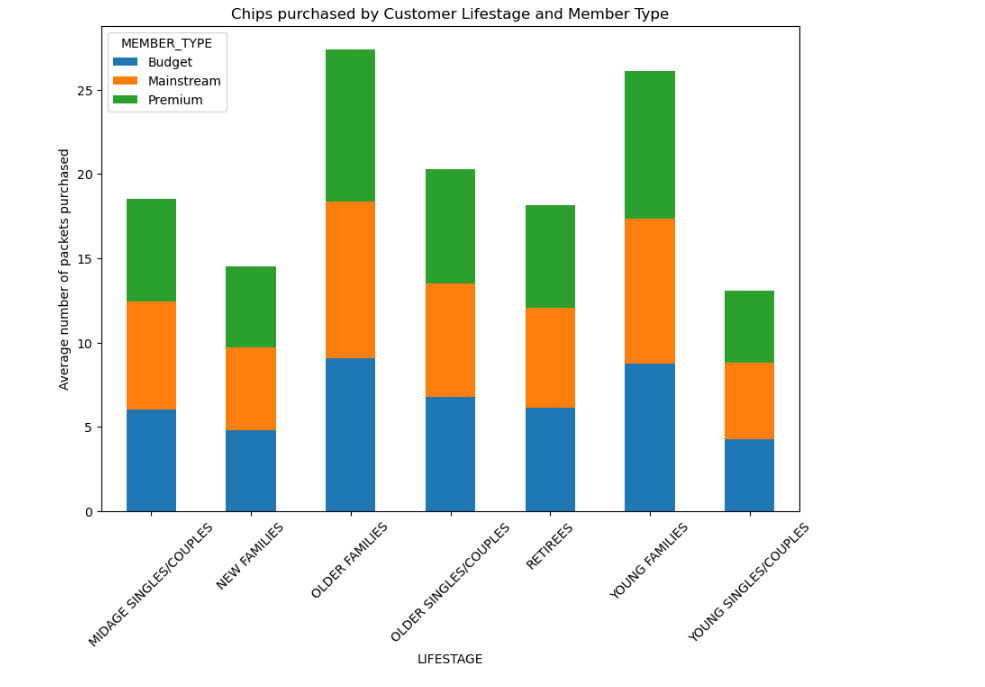 Chips purchased by Customer Lifestage and Member Type
MEMBER_TYPE
Budget
Mainstream
Premium
Average number of packets purchased
25
20
15
10
5
0
MIDAGE SINGLES/COUPLES
NEW FAMILIES
OLDER FAMILIES
OLDER SINGLES/COUPLES
RETIREES
YOUNG FAMILIES
YOUNG SINGLES/COUPLES
LIFESTAGE